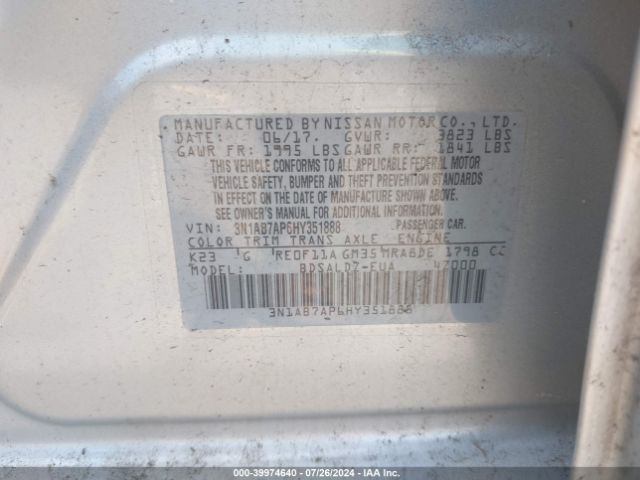 MANUFACTURED BY NISSAN MOTOR CO., LTD.
DATE: 06/17. GVWR: 3823 LBS
GAWR FR: 1995 LBS GAWR RR: 1841 LBS
THIS VEHICLE CONFORMS TO ALL APPLICABLE FEDERAL MOTOR
VEHICLE SAFETY, BUMPER AND THEFT PREVENTION STANDARDS
IN EFFECT ON THE DATE OF MANUFACTURE SHOWN ABOVE.
SEE OWNER'S MANUAL FOR ADDITIONAL INFORMATION.
VIN: 3N1AB7AP6HY351888 PASSENGER CAR.
COLOR TRIM TRANS AXLE ENGINE
K23 G RE0F11A GM35 MRA8DE 1798 CC
MODEL: BDSALD7-EUA 47000
3N1AB7AP6HY351888
000-39974640 | 07/26/2024 | IAA Inc.